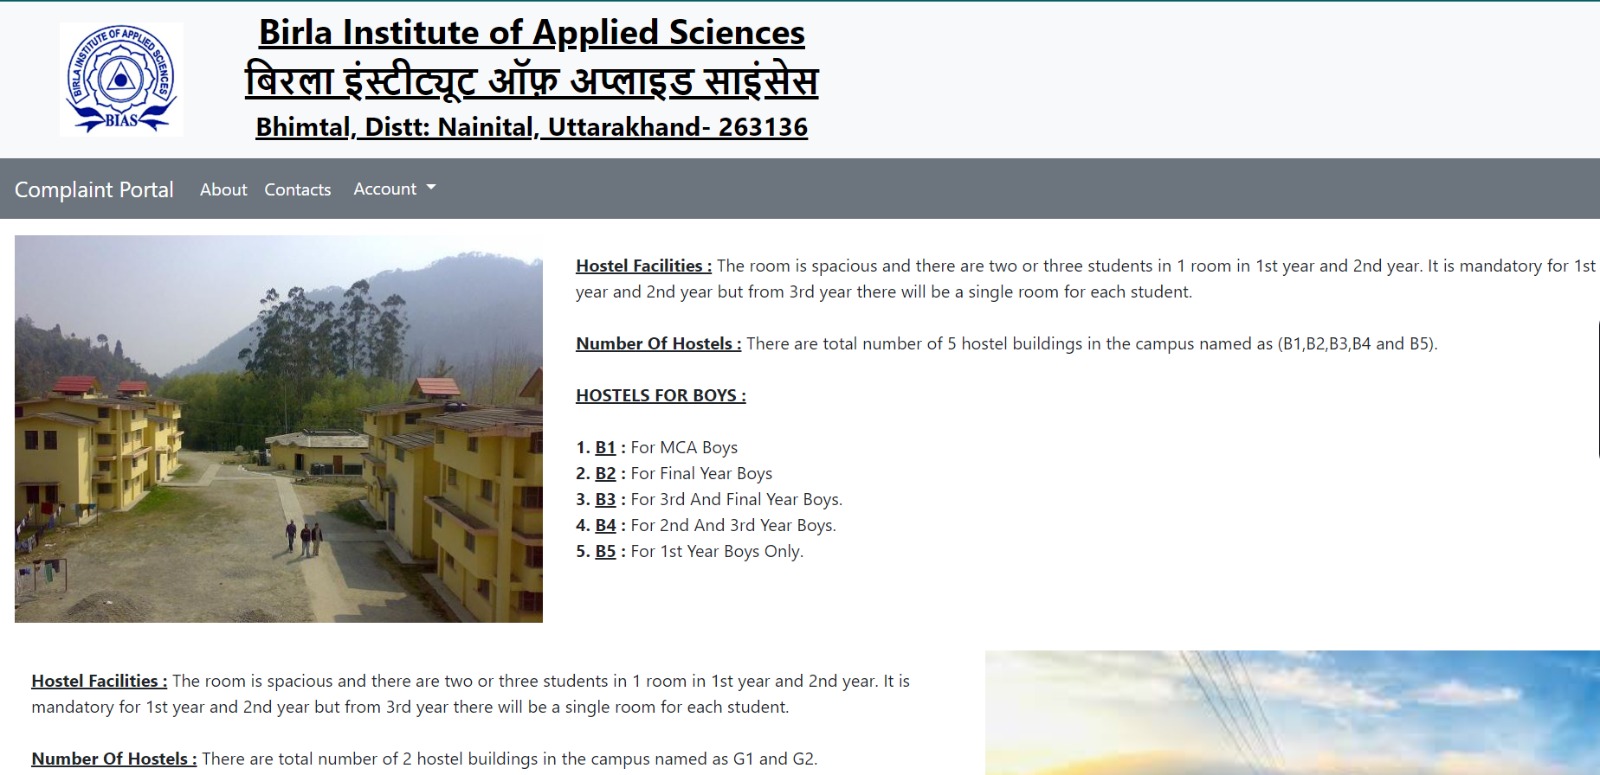 BIRLA INSTITUTE OF APPLIED SCIENCES
BIAS
Birla Institute of Applied Sciences
बिरला इंस्टीट्यूट ऑफ़ अप्लाइड साइंसेस
Bhimtal, Distt: Nainital, Uttarakhand- 263136
Complaint Portal About Contacts Account
Hostel Facilities : The room is spacious and there are two or three students in 1 room in 1st year and 2nd year. It is mandatory for 1st
year and 2nd year but from 3rd year there will be a single room for each student.
Number Of Hostels : There are total number of 5 hostel buildings in the campus named as (B1,B2,B3,B4 and B5).
HOSTELS FOR BOYS :
1. B1 : For MCA Boys
2. B2 : For Final Year Boys
3. B3 : For 3rd And Final Year Boys.
4. B4 : For 2nd And 3rd Year Boys.
5. B5 : For 1st Year Boys Only.
Hostel Facilities : The room is spacious and there are two or three students in 1 room in 1st year and 2nd year. It is
mandatory for 1st year and 2nd year but from 3rd year there will be a single room for each student.
Number Of Hostels : There are total number of 2 hostel buildings in the campus named as G1 and G2.